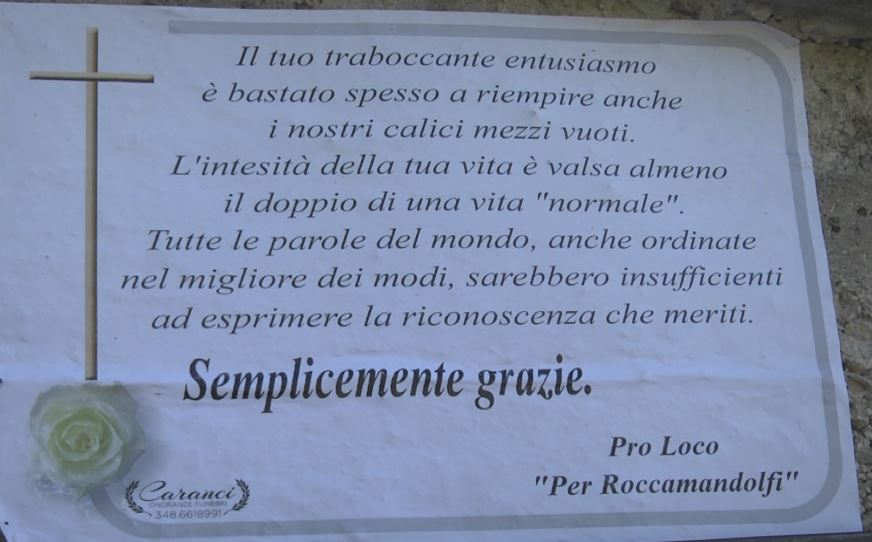 Il tuo traboccante entusiasmo
è bastato spesso a riempire anche
i nostri calici mezzi vuoti.
L'intesità della tua vita è valsa almeno
il doppio di una vita "normale".
Tutte le parole del mondo, anche ordinate
nel migliore dei modi, sarebbero insufficienti
ad esprimere la riconoscenza che meriti.
Semplicemente grazie.
Pro Loco
"Per Roccamandolfi"
Caranci
ONORANZE FUNEBRI
348.6618991